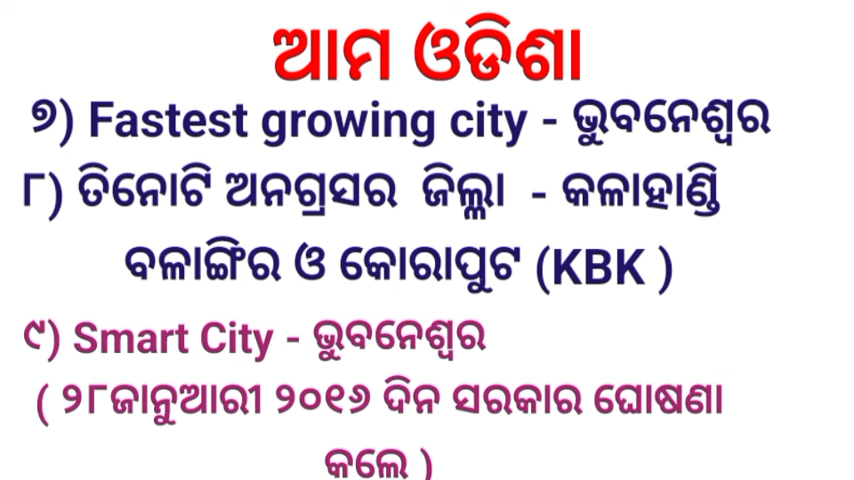 ଆମ ଓଡିଶା
୭) Fastest growing city - ଭୁବନେଶ୍ୱର
୮) ତିନୋଟି ଅନଗ୍ରସର ଜିଲ୍ଲା - କଳାହାଣ୍ଡି
ବଳାଙ୍ଗିର ଓ କୋରାପୁଟ (KBK )
୯) Smart City - ଭୁବନେଶ୍ୱର
( ୨୮ଜାନୁଆରୀ ୨୦୧୬ ଦିନ ସରକାର ଘୋଷଣା
କଲେ )